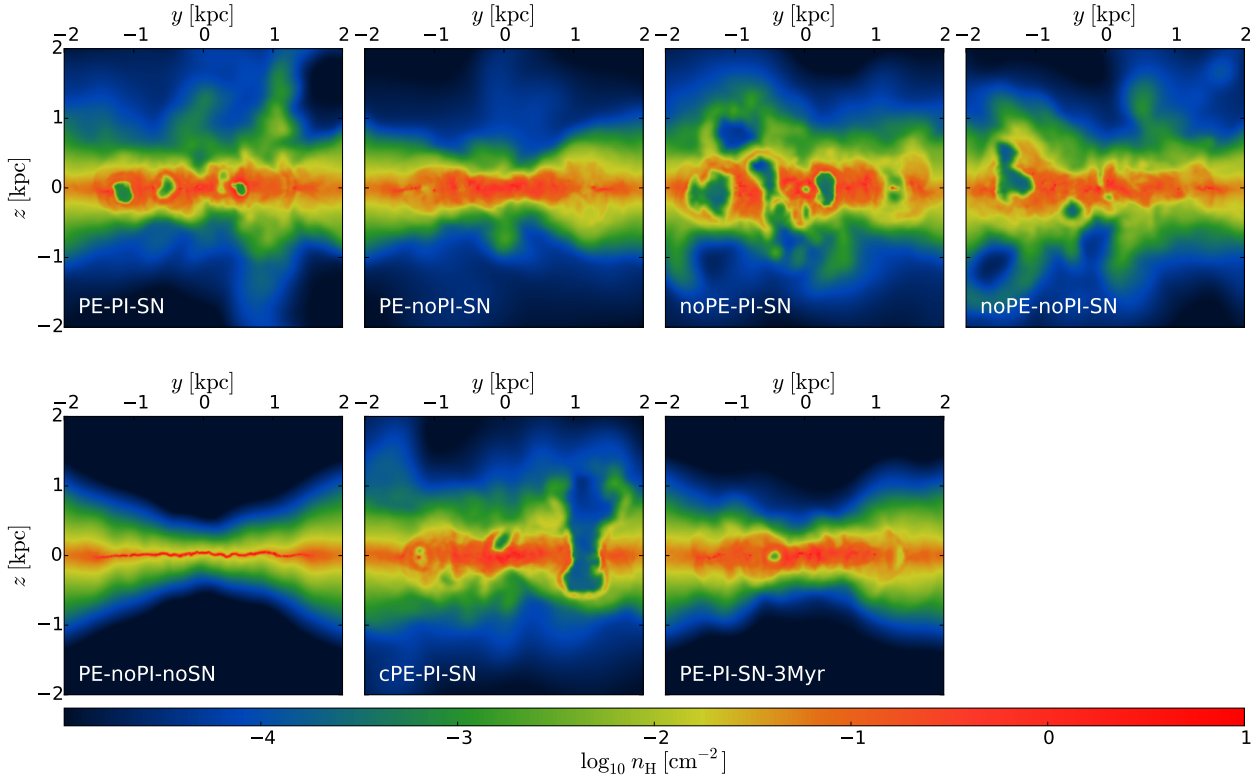 y [kpc] y [kpc] y [kpc] y [kpc]
−2 −1 0 1 2 −2 −1 0 1 2 −2 −1 0 1 2 −2 −1 0 1 2
2
1
0
−1
−2
z [kpc]
PE-PI-SN PE-noPI-SN noPE-PI-SN noPE-noPI-SN
y [kpc] y [kpc] y [kpc]
−2 −1 0 1 2 −2 −1 0 1 2 −2 −1 0 1 2
2
1
0
−1
−2
z [kpc]
PE-noPI-noSN cPE-PI-SN PE-PI-SN-3Myr
−4 −3 −2 −1 0 1
log₁₀ n_H [cm⁻²]